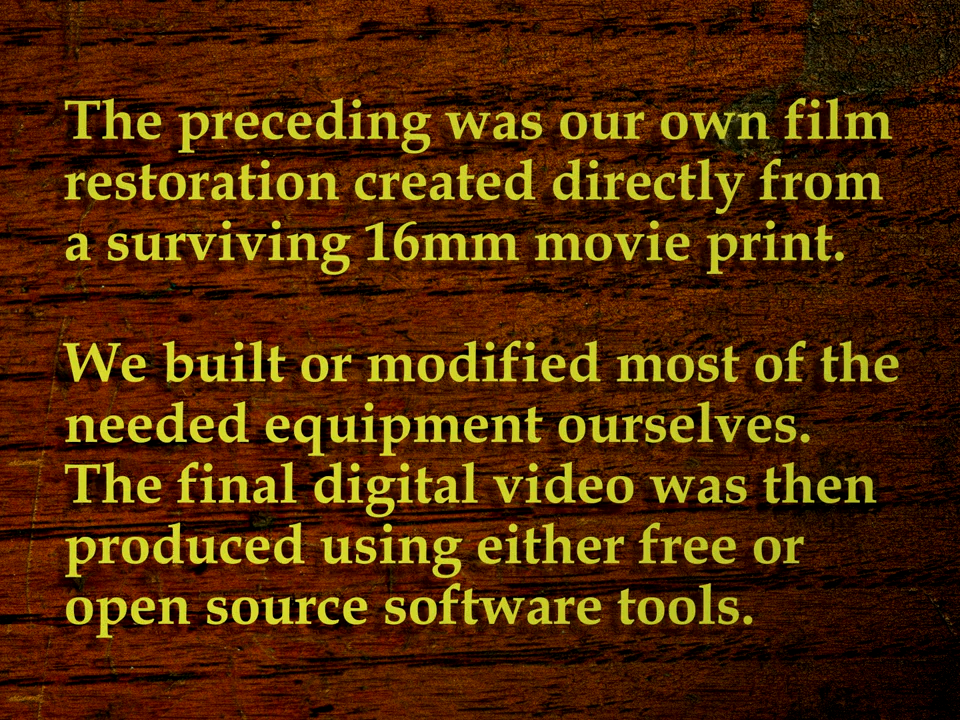 The preceding was our own film
restoration created directly from
a surviving 16mm movie print.
We built or modified most of the
needed equipment ourselves.
The final digital video was then
produced using either free or
open source software tools.